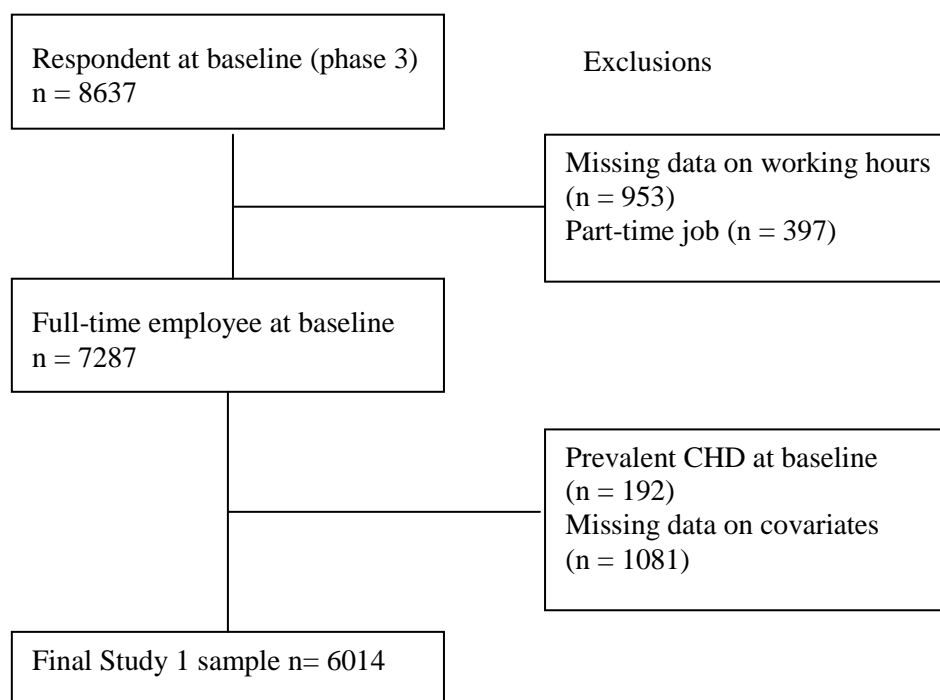 Respondent at baseline (phase 3)
n = 8637
Exclusions
Missing data on working hours
(n = 953)
Part-time job (n = 397)
Full-time employee at baseline
n = 7287
Prevalent CHD at baseline
(n = 192)
Missing data on covariates
(n = 1081)
Final Study 1 sample n= 6014